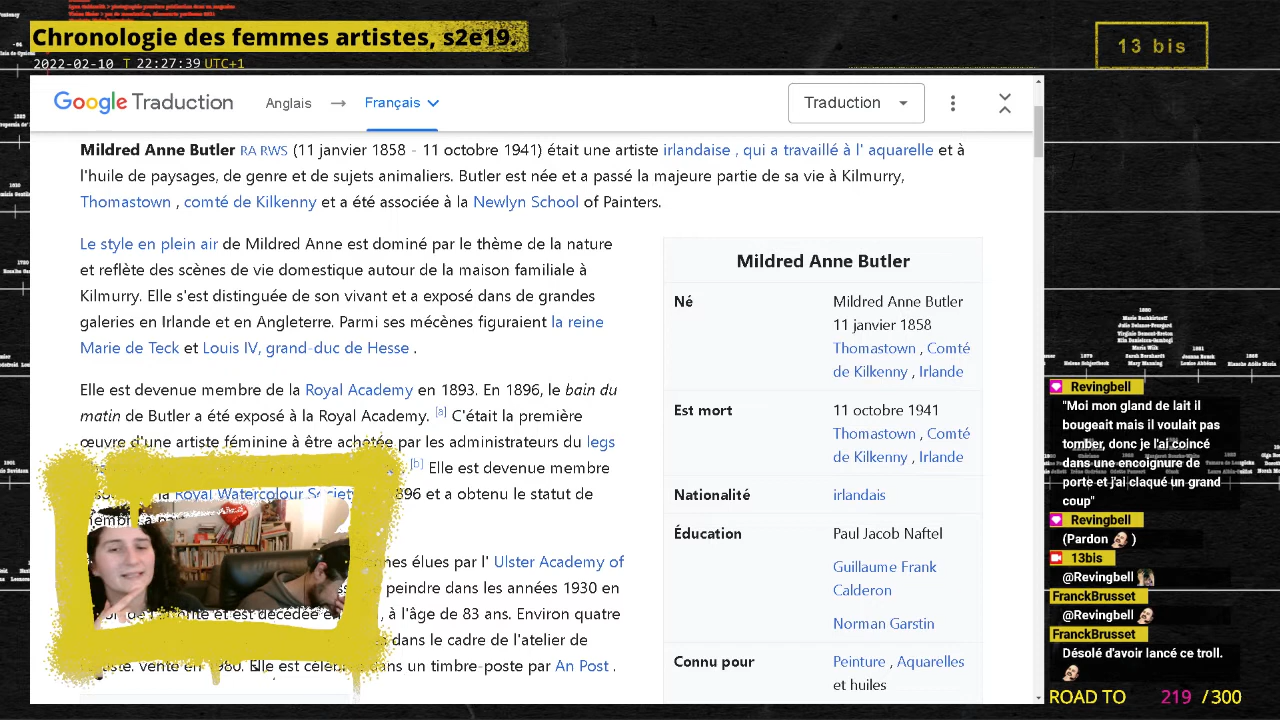 Chronologie des femmes artistes, s2e19.
2022-02-10 T 22:27:39 UTC+1
13 bis
Google Traduction
Anglais → Français
Traduction
Mildred Anne Butler RA RWS (11 janvier 1858 - 11 octobre 1941) était une artiste irlandaise , qui a travaillé à l' aquarelle et à
l'huile de paysages, de genre et de sujets animaliers. Butler est née et a passé la majeure partie de sa vie à Kilmurry,
Thomastown , comté de Kilkenny et a été associée à la Newlyn School of Painters.
Le style en plein air de Mildred Anne est dominé par le thème de la nature
et reflète des scènes de vie domestique autour de la maison familiale à
Kilmurry. Elle s'est distinguée de son vivant et a exposé dans de grandes
galeries en Irlande et en Angleterre. Parmi ses mécènes figuraient la reine
Marie de Teck et Louis IV, grand-duc de Hesse .
Elle est devenue membre de la Royal Academy en 1893. En 1896, le bain du
matin de Butler a été exposé à la Royal Academy. [a] C'était la première
œuvre d'une artiste féminine à être achetée par les administrateurs du legs
[b] Elle est devenue membre
la Royal Watercolour Society 1896 et a obtenu le statut de
membre à par
nes élues par l' Ulster Academy of
peindre dans les années 1930 en
et est décédée en , à l'âge de 83 ans. Environ quatre
dans le cadre de l'atelier de
vente en 1980. Elle est célébr dans un timbre-poste par An Post .
Mildred Anne Butler
Né
Mildred Anne Butler
11 janvier 1858
Thomastown , Comté
de Kilkenny , Irlande
Est mort
11 octobre 1941
Thomastown , Comté
de Kilkenny , Irlande
Nationalité
irlandais
Éducation
Paul Jacob Naftel
Guillaume Frank
Calderon
Norman Garstin
Connu pour
Peinture , Aquarelles
et huiles
Revingbell
"Moi mon gland de lait il
bougeait mais il voulait pas
tomber, donc je l'ai coincé
dans une encoignure de
porte et j'ai claqué un grand
coup"
Revingbell
(Pardon )
13bis
@Revingbell
FranckBrusset
@Revingbell
FranckBrusset
Désolé d'avoir lancé ce troll.
ROAD TO 219 / 300